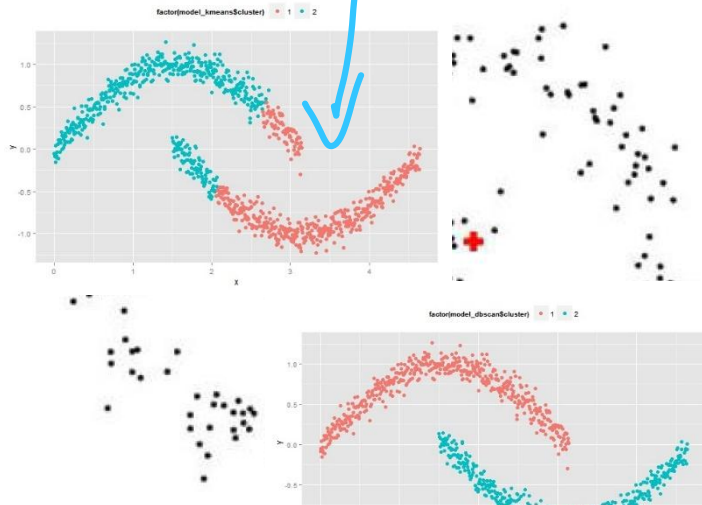 factor(model_kmeans$cluster) 1 2
1.0
0.5
0.0
-0.5
-1.0
y
0 1 2 3 4
x
factor(model_dbscan$cluster) 1 2
1.0
0.5
0.0
-0.5
y